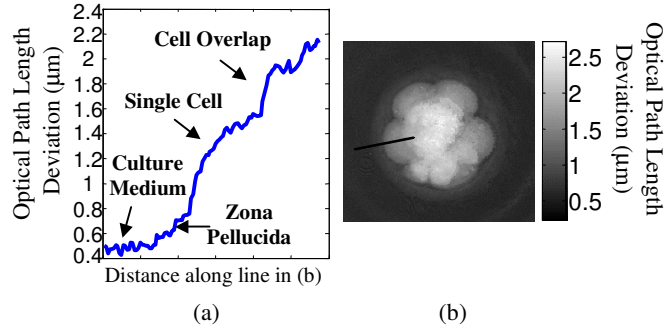 2.4
2.2
2
1.8
1.6
1.4
1.2
1
0.8
0.6
0.4
Optical Path Length
Deviation (μm)
Cell Overlap
Single Cell
Culture
Medium
Zona
Pellucida
Distance along line in (b)
(a)
2.5
2
1.5
1
0.5
Optical Path Length
Deviation (μm)
(b)